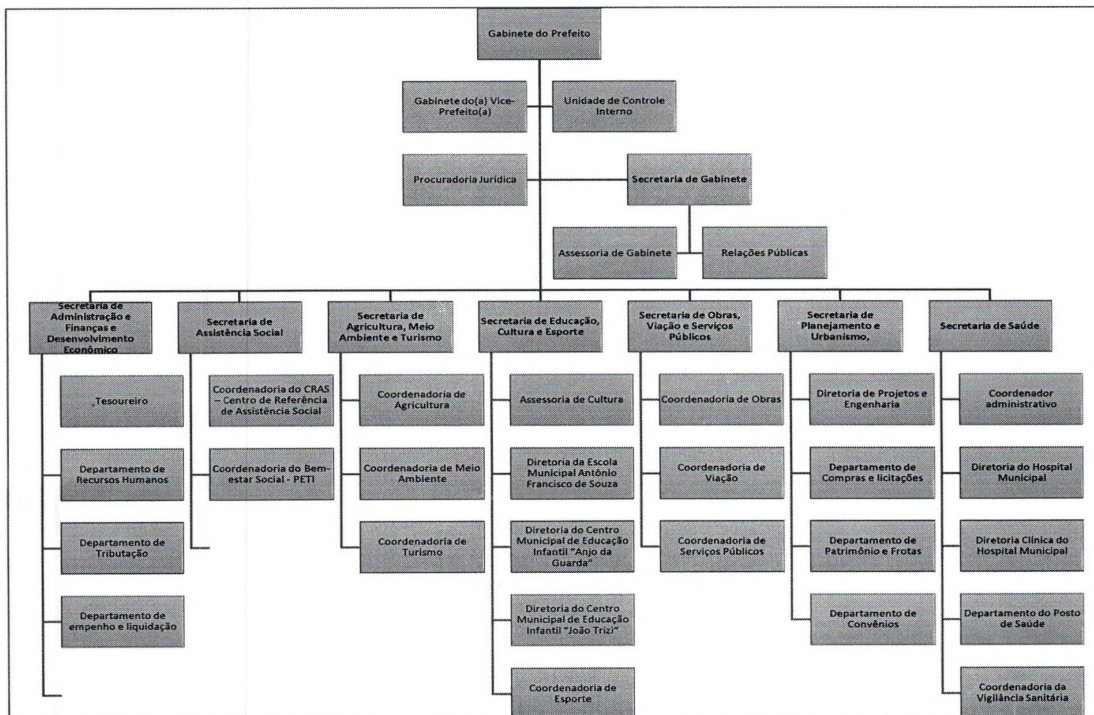 Gabinete do Prefeito
Gabinete do(a) Vice-
Prefeito(a)
Unidade de Controle
Interno
Procuradoria Jurídica
Secretaria de Gabinete
Assessoria de Gabinete
Relações Públicas
Secretaria de
Administração e
Finanças e
Desenvolvimento
Econômico
Secretaria de
Assistência Social
Secretaria de
Agricultura, Meio
Ambiente e Turismo
Secretaria de Educação,
Cultura e Esporte
Secretaria de Obras,
Viação e Serviços
Públicos
Secretaria de
Planejamento e
Urbanismo,
Secretaria de Saúde
Tesoureiro
Departamento de
Recursos Humanos
Departamento de
Tributação
Departamento de
empenho e liquidação
Coordenadoria do CRAS
– Centro de Referência
de Assistência Social
Coordenadoria do Bem-
estar Social - PETI
Coordenadoria de
Agricultura
Coordenadoria de Meio
Ambiente
Coordenadoria de
Turismo
Assessoria de Cultura
Diretoria da Escola
Municipal Antônio
Francisco de Souza
Diretoria do Centro
Municipal de Educação
Infantil "Anjo da
Guarda"
Diretoria do Centro
Municipal de Educação
Infantil "João Trizi"
Coordenadoria de
Esporte
Coordenadoria de Obras
Coordenadoria de
Viação
Coordenadoria de
Serviços Públicos
Diretoria de Projetos e
Engenharia
Departamento de
Compras e licitações
Departamento de
Patrimônio e Frotas
Departamento de
Convênios
Coordenador
administrativo
Diretoria do Hospital
Municipal
Diretoria Clínica do
Hospital Municipal
Departamento do Posto
de Saúde
Coordenadoria da
Vigilância Sanitária